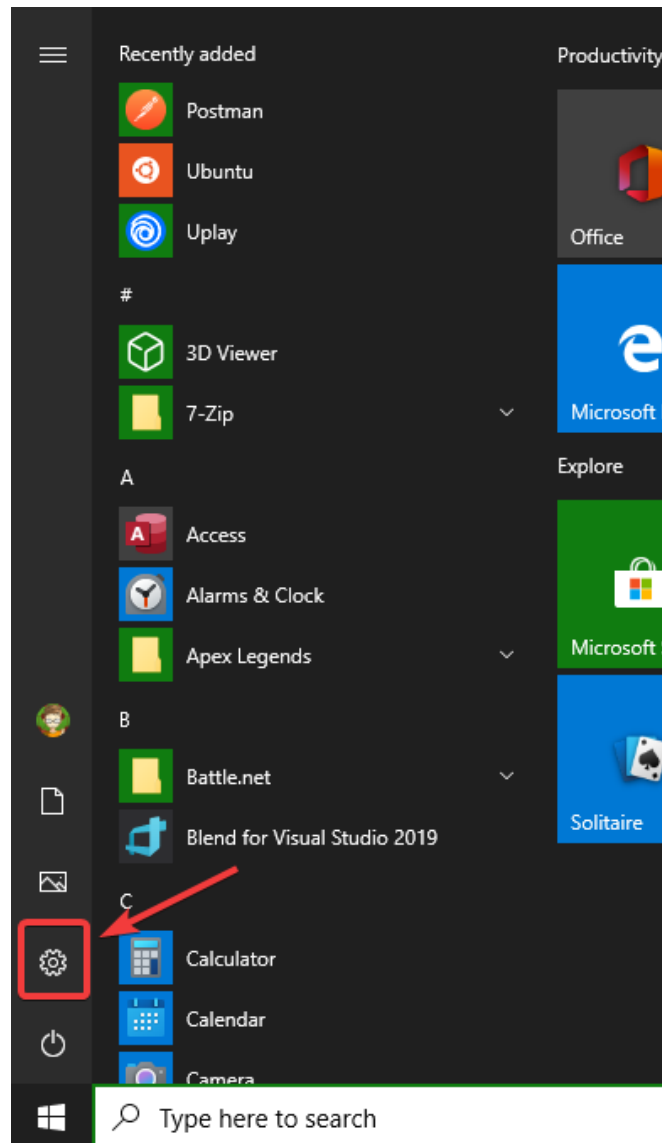 Recently added
Postman
Ubuntu
Uplay
#
3D Viewer
7-Zip
A
Access
Alarms & Clock
Apex Legends
B
Battle.net
Blend for Visual Studio 2019
C
Calculator
Calendar
Camera
Productivity
Office
Microsoft
Explore
Microsoft S
Solitaire
Type here to search